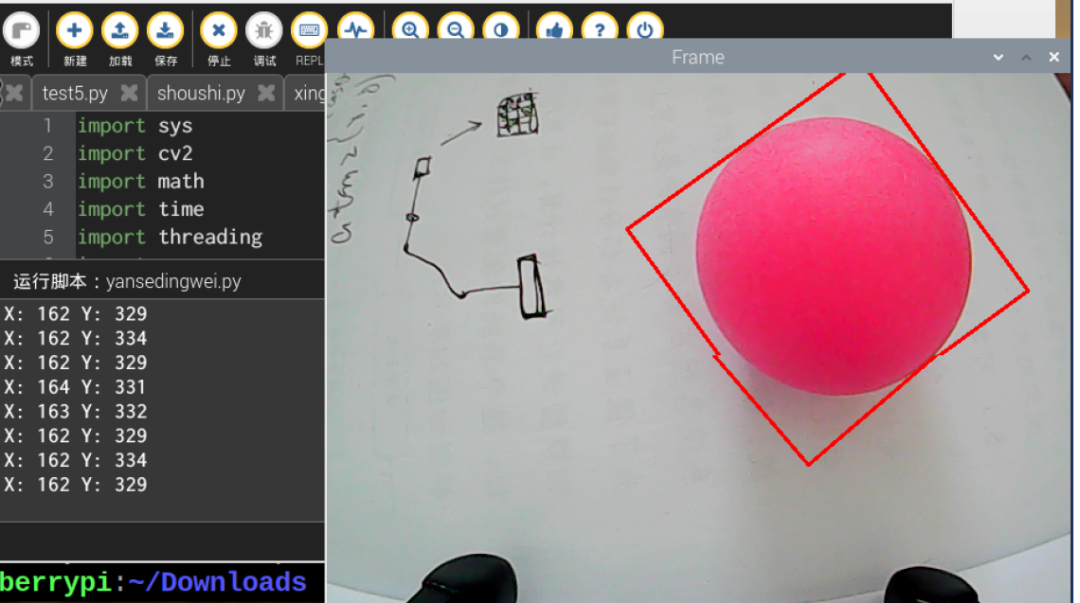 模式 新建 加载 保存 停止 调试 REPL
Frame
test5.py shoushi.py xing
1 import sys
2 import cv2
3 import math
4 import time
5 import threading
运行脚本：yansedingwei.py
X: 162 Y: 329
X: 162 Y: 334
X: 162 Y: 329
X: 164 Y: 331
X: 163 Y: 332
X: 162 Y: 329
X: 162 Y: 334
X: 162 Y: 329
berrypi:~/Downloads